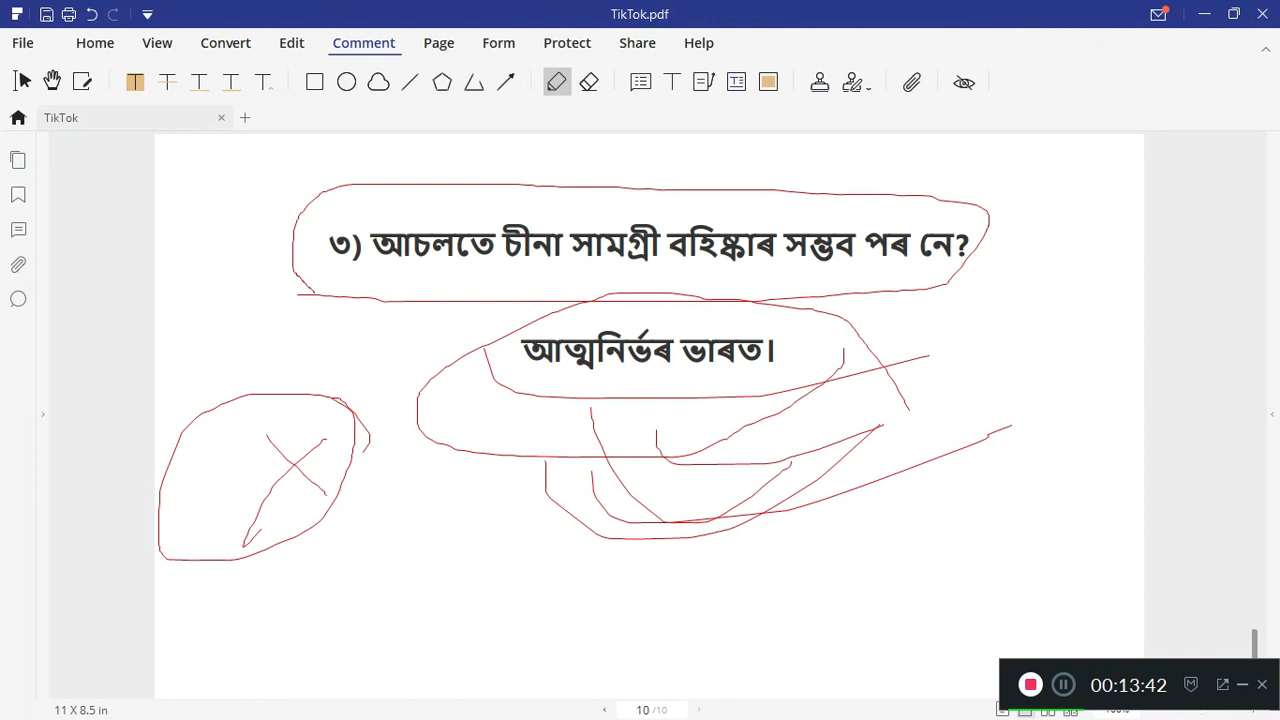 TikTok.pdf
File Home View Convert Edit Comment Page Form Protect Share Help
TikTok
৩) আচলতে চীনা সামগ্ৰী বহিষ্কাৰ সম্ভব পৰ নে?
আত্মনিৰ্ভৰ ভাৰত।
00:13:42
11 X 8.5 in
10 /10